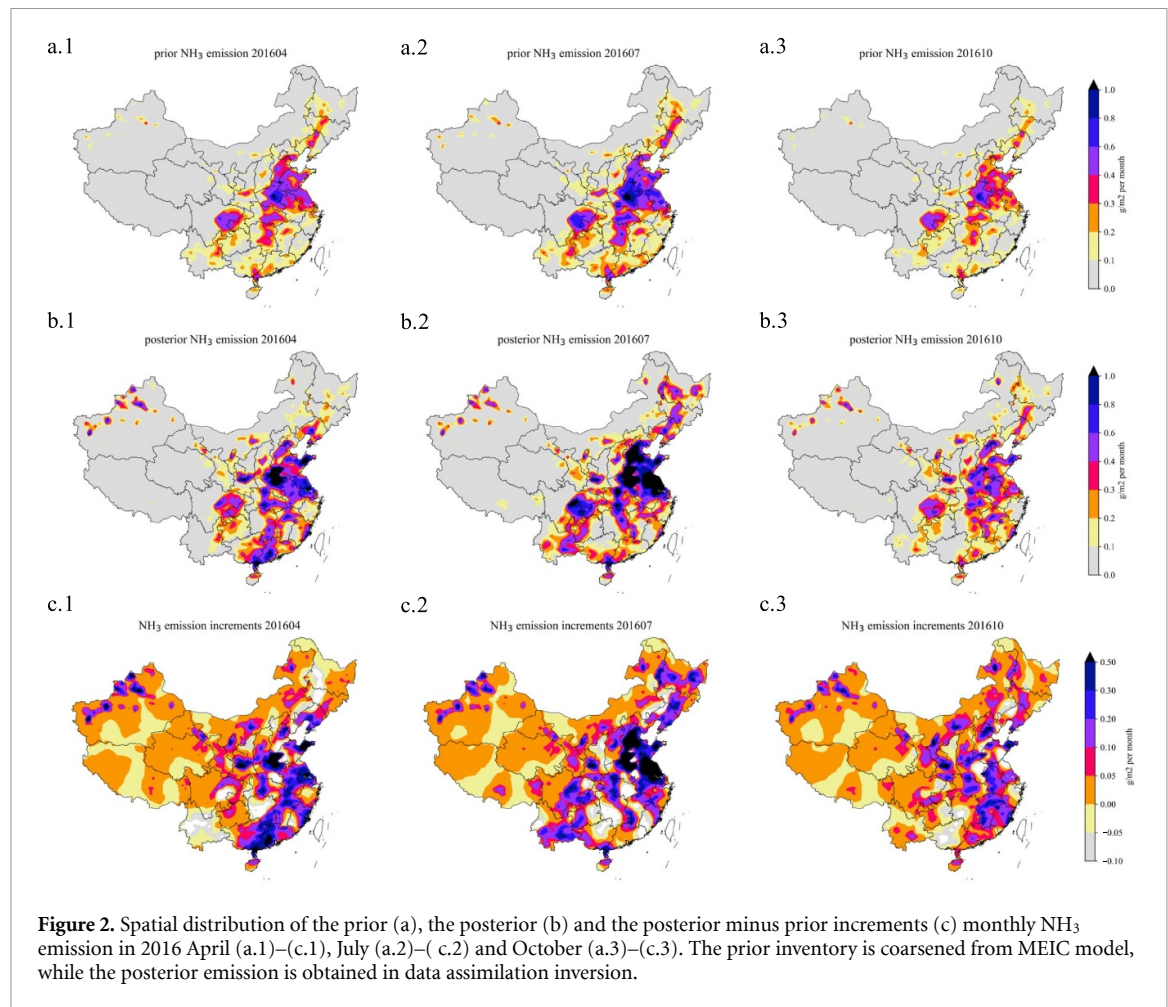 a.1
a.2
a.3
prior NH3 emission 201604
prior NH3 emission 201607
prior NH3 emission 201610
1.0
0.8
0.6
0.4
0.3
0.2
0.1
0.0
g/m2 per month
b.1
b.2
b.3
posterior NH3 emission 201604
posterior NH3 emission 201607
posterior NH3 emission 201610
1.0
0.8
0.6
0.4
0.3
0.2
0.1
0.0
g/m2 per month
c.1
c.2
c.3
NH3 emission increments 201604
NH3 emission increments 201607
NH3 emission increments 201610
0.50
0.30
0.20
0.10
0.05
0.00
−0.05
−0.10
g/m2 per month
Figure 2. Spatial distribution of the prior (a), the posterior (b) and the posterior minus prior increments (c) monthly NH3
emission in 2016 April (a.1)–(c.1), July (a.2)–( c.2) and October (a.3)–(c.3). The prior inventory is coarsened from MEIC model,
while the posterior emission is obtained in data assimilation inversion.